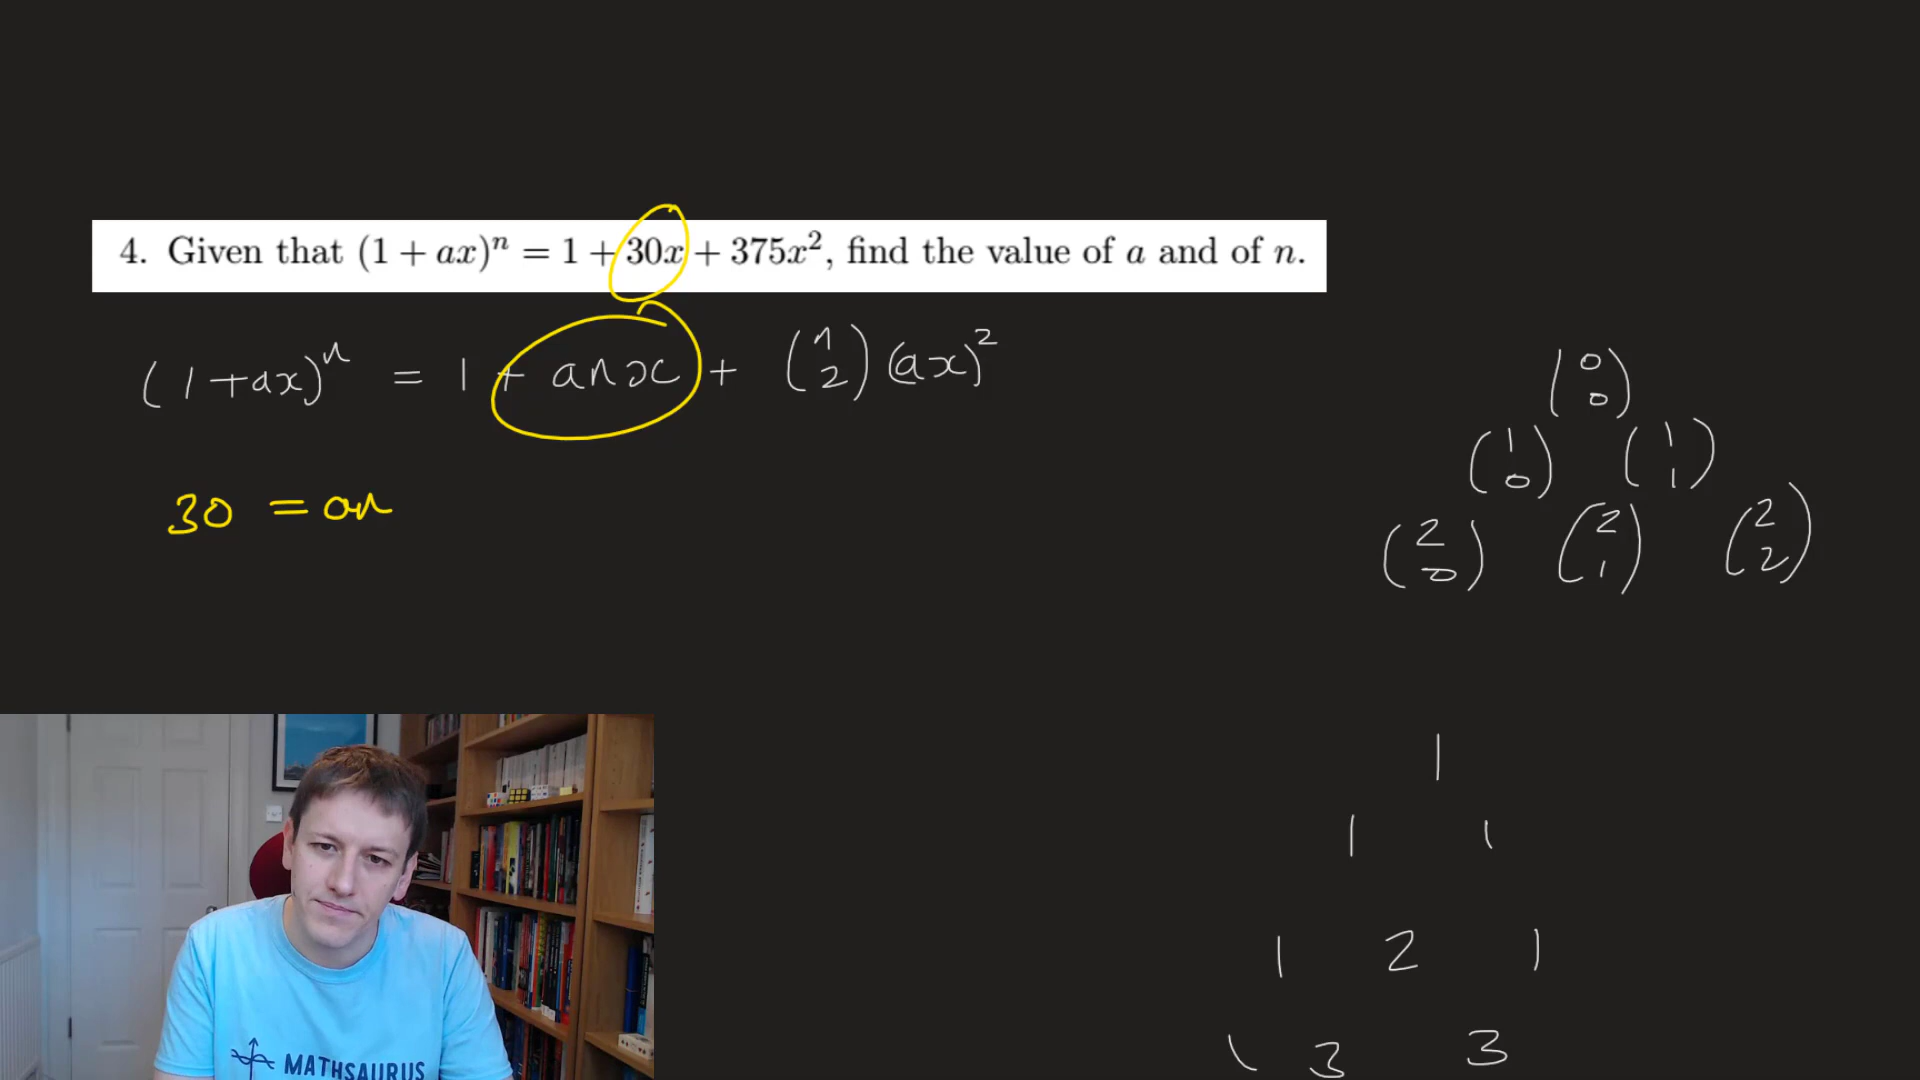 4. Given that (1 + ax)ⁿ = 1 + 30x + 375x², find the value of a and of n.
(1 + ax)ⁿ = 1 + anx + (n 2) (ax)²
30 = an
(0 0)
(1 0) (1 1)
(2 0) (2 1) (2 2)
1
1 1
1 2 1
1 3 3
MATHSAURUS